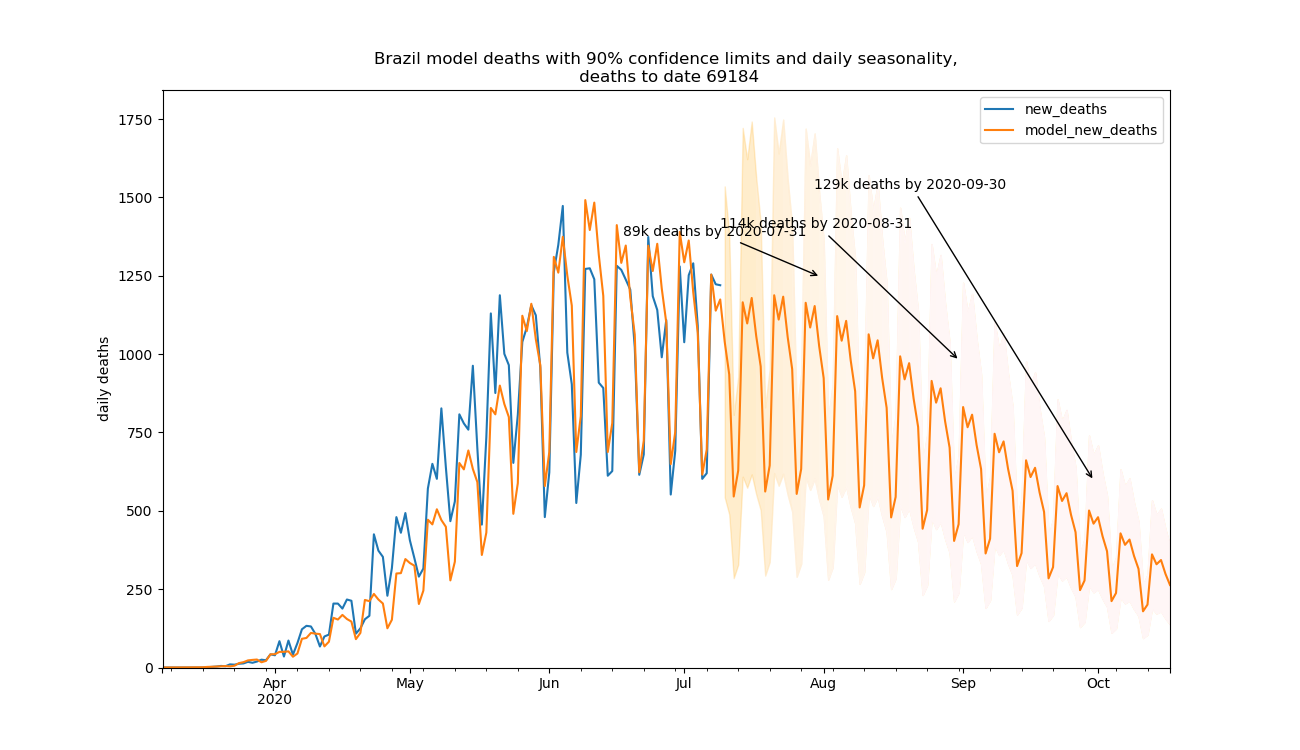 Brazil model deaths with 90% confidence limits and daily seasonality,
deaths to date 69184
new_deaths
model_new_deaths
129k deaths by 2020-09-30
114k deaths by 2020-08-31
89k deaths by 2020-07-31
daily deaths
1750
1500
1250
1000
750
500
250
0
Apr
2020
May
Jun
Jul
Aug
Sep
Oct